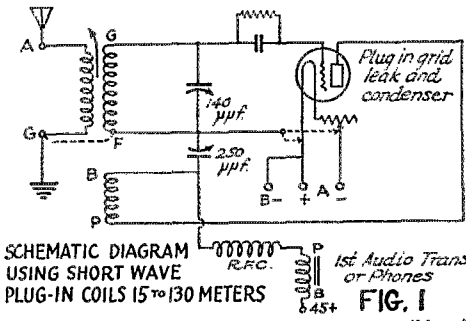 A
G
Plug in grid
leak and
condenser
140
µµf.
G
F
250
µµf.
B
B-
+
A
-
P
SCHEMATIC DIAGRAM
USING SHORT WAVE
PLUG-IN COILS 15 TO 130 METERS
R.F.C.
P
B
45+
1st Audio Trans
or Phones
FIG. 1